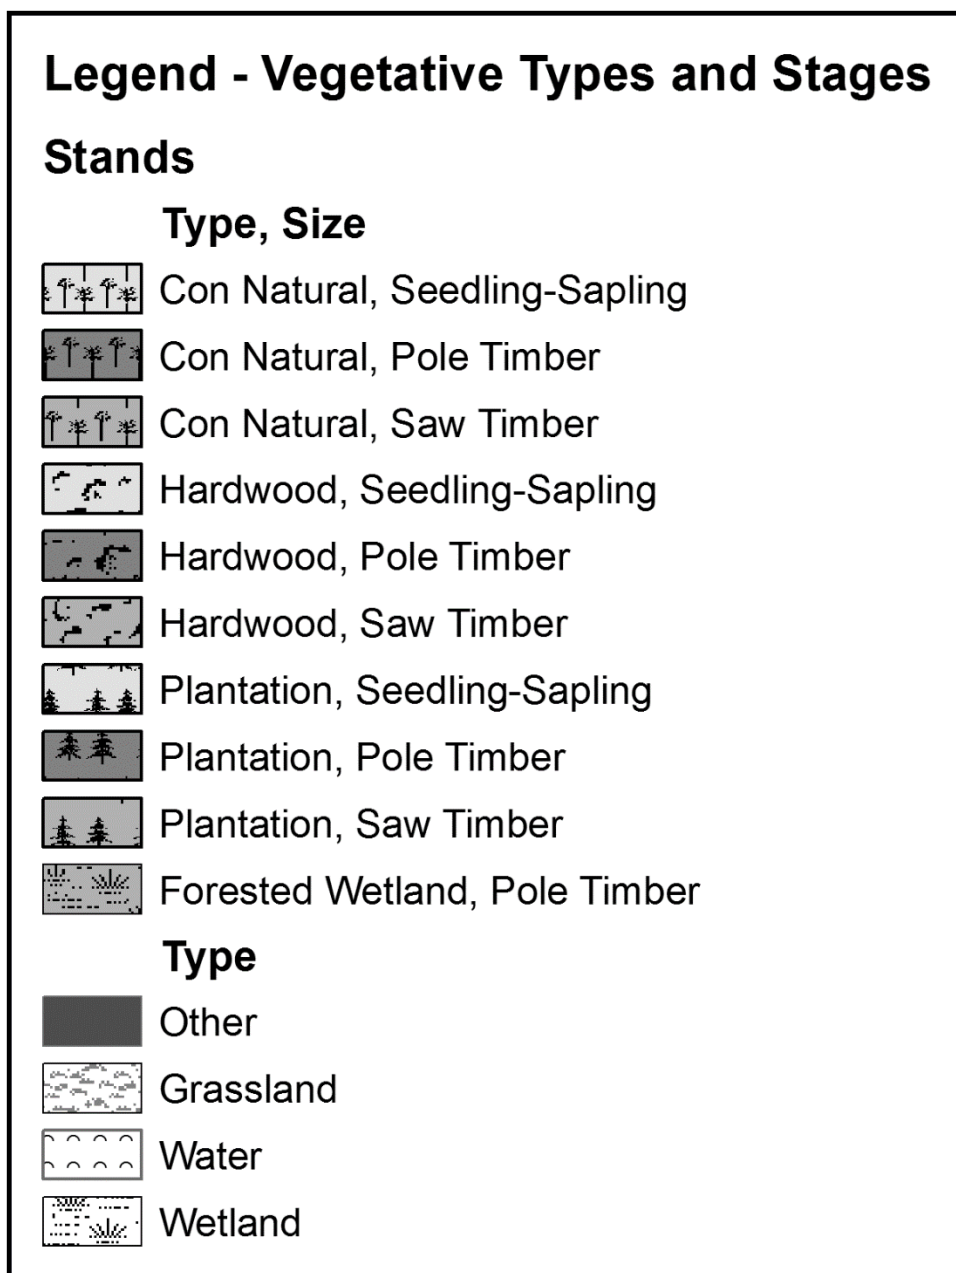 Legend - Vegetative Types and Stages
Stands
Type, Size
Con Natural, Seedling-Sapling
Con Natural, Pole Timber
Con Natural, Saw Timber
Hardwood, Seedling-Sapling
Hardwood, Pole Timber
Hardwood, Saw Timber
Plantation, Seedling-Sapling
Plantation, Pole Timber
Plantation, Saw Timber
Forested Wetland, Pole Timber
Type
Other
Grassland
Water
Wetland